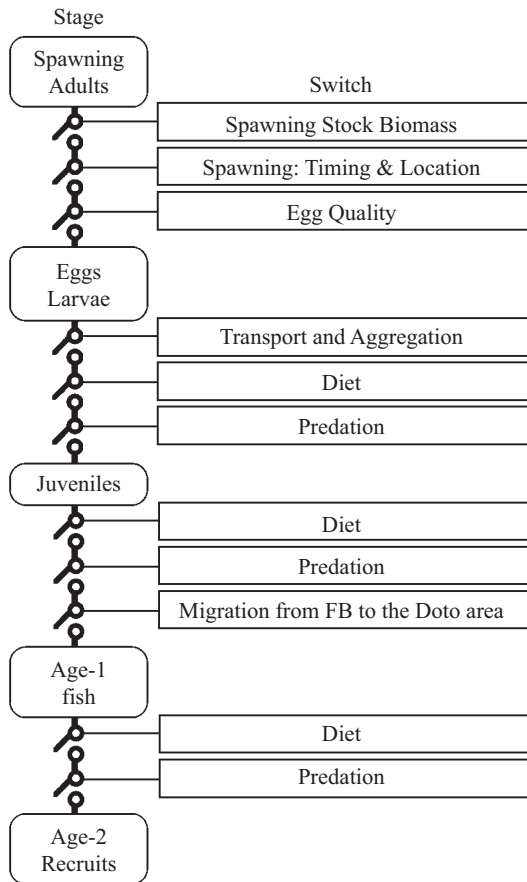 Stage
Spawning
Adults
Switch
Spawning Stock Biomass
Spawning: Timing & Location
Egg Quality
Eggs
Larvae
Transport and Aggregation
Diet
Predation
Juveniles
Diet
Predation
Migration from FB to the Doto area
Age-1
fish
Diet
Predation
Age-2
Recruits